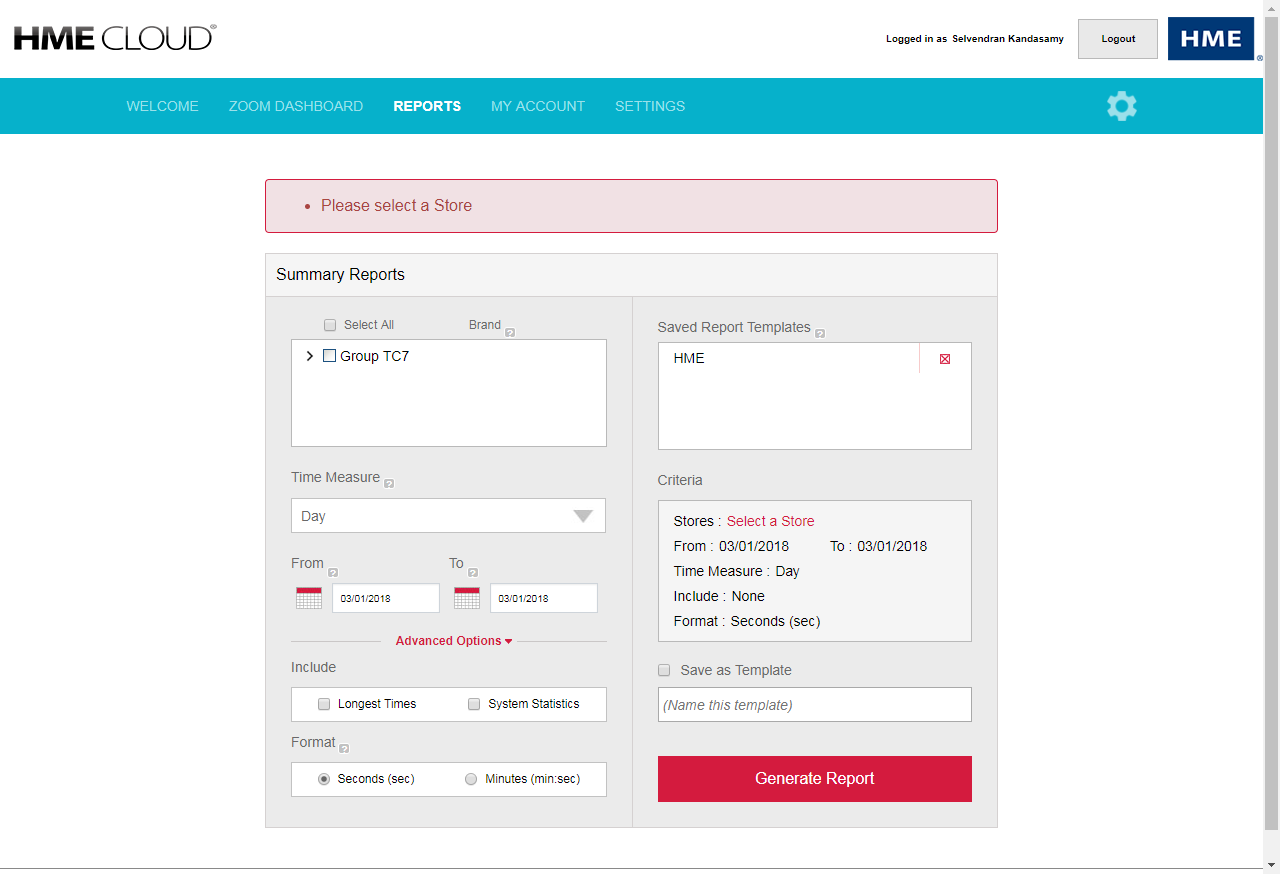 HME CLOUD®
Logged in as Selvendran Kandasamy
Logout
HME®
WELCOME ZOOM DASHBOARD REPORTS MY ACCOUNT SETTINGS
• Please select a Store
Summary Reports
Select All Brand ?
Group TC7
Time Measure ?
Day
From ? To ?
03/01/2018 03/01/2018
Advanced Options
Include
Longest Times System Statistics
Format ?
Seconds (sec) Minutes (min:sec)
Saved Report Templates ?
HME
Criteria
Stores : Select a Store
From : 03/01/2018 To : 03/01/2018
Time Measure : Day
Include : None
Format : Seconds (sec)
Save as Template
(Name this template)
Generate Report